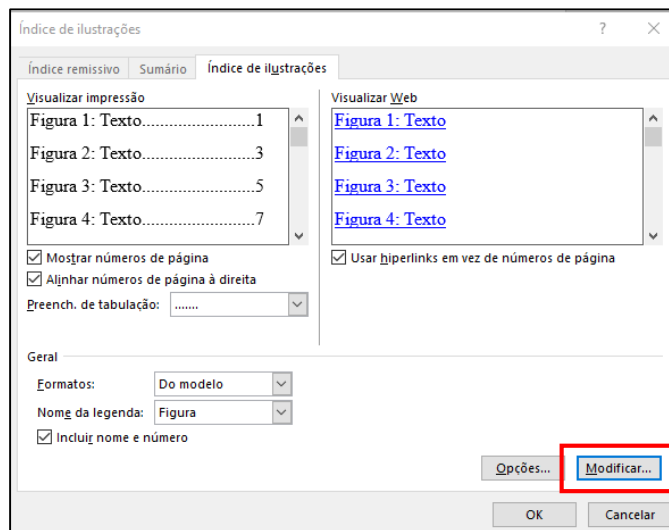 Índice de ilustrações ? ×
Índice remissivo Sumário Índice de ilustrações
Visualizar impressão
Figura 1: Texto..........................1
Figura 2: Texto..........................3
Figura 3: Texto..........................5
Figura 4: Texto..........................7
Mostrar números de página
Alinhar números de página à direita
Preench. de tabulação: .......
Visualizar Web
Figura 1: Texto
Figura 2: Texto
Figura 3: Texto
Figura 4: Texto
Usar hiperlinks em vez de números de página
Geral
Formatos: Do modelo
Nome da legenda: Figura
Incluir nome e número
Opções... Modificar...
OK Cancelar